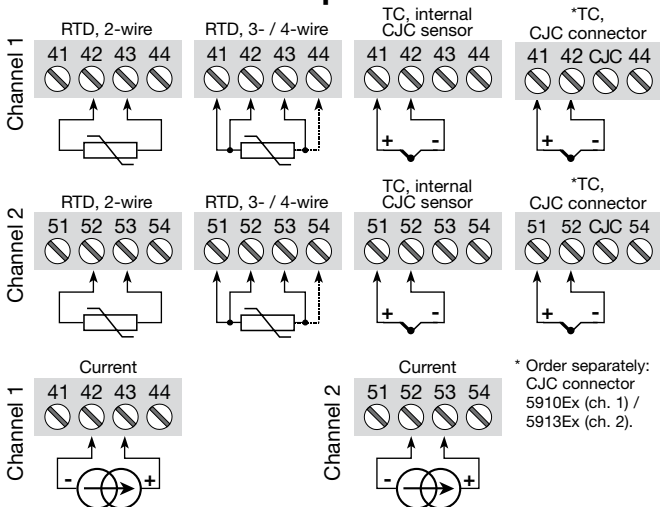 RTD, 2-wire
RTD, 3- / 4-wire
TC, internal
CJC sensor
*TC,
CJC connector
Channel 1
41 42 43 44
41 42 43 44
41 42 43 44
41 42 CJC 44
+ -
+ -
RTD, 2-wire
RTD, 3- / 4-wire
TC, internal
CJC sensor
*TC,
CJC connector
Channel 2
51 52 53 54
51 52 53 54
51 52 53 54
51 52 CJC 54
+ -
+ -
Current
Channel 1
41 42 43 44
- +
Current
Channel 2
51 52 53 54
- +
* Order separately:
CJC connector
5910Ex (ch. 1) /
5913Ex (ch. 2).